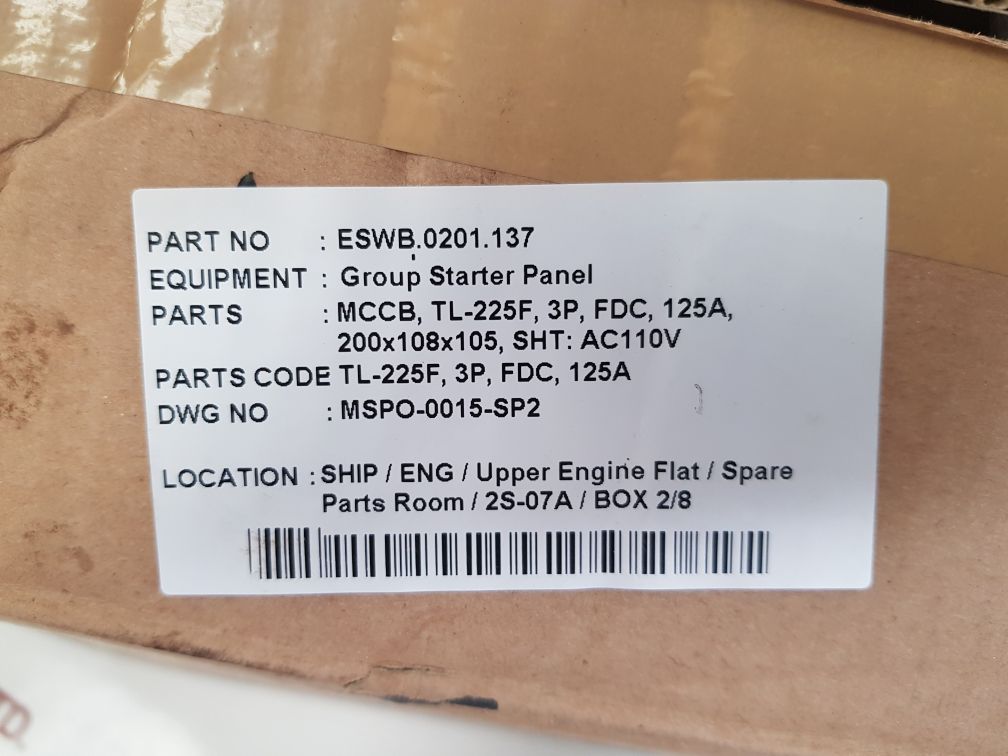 PART NO : ESWB.0201.137
EQUIPMENT : Group Starter Panel
PARTS : MCCB, TL-225F, 3P, FDC, 125A,
200x108x105, SHT: AC110V
PARTS CODE TL-225F, 3P, FDC, 125A
DWG NO : MSPO-0015-SP2
LOCATION : SHIP / ENG / Upper Engine Flat / Spare
Parts Room / 2S-07A / BOX 2/8